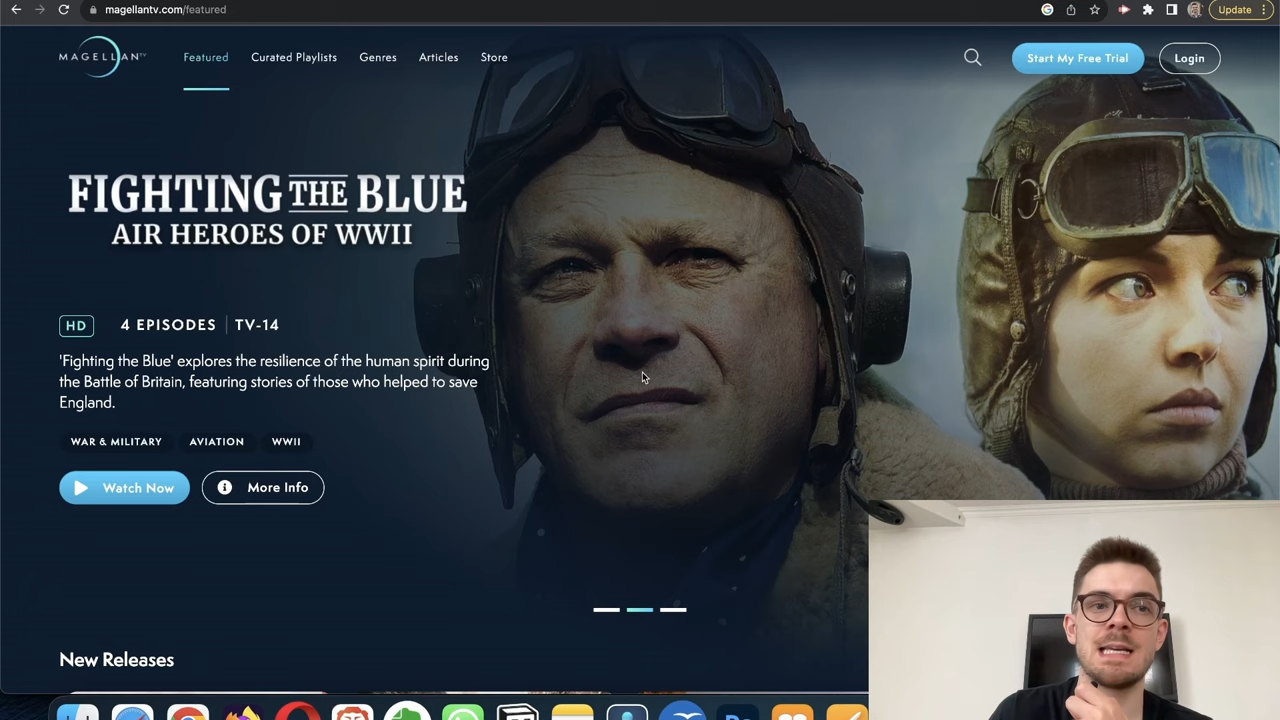 magellantv.com/featured
Update
MAGELLANTV
Featured
Curated Playlists
Genres
Articles
Store
Start My Free Trial
Login
FIGHTING THE BLUE
AIR HEROES OF WWII
HD
4 EPISODES
TV-14
'Fighting the Blue' explores the resilience of the human spirit during
the Battle of Britain, featuring stories of those who helped to save
England.
WAR & MILITARY
AVIATION
WWII
Watch Now
More Info
New Releases